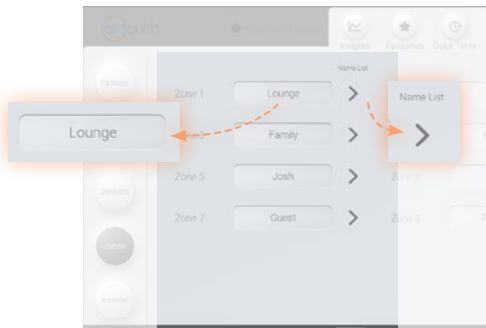 airtouch
Insights
Favourites
Quick Timer
Name List
Options
Zone 1
Lounge
Name List
Lounge
Family
Zone 5
Josh
Sensors
Zone 7
Guest
Zones
Installer